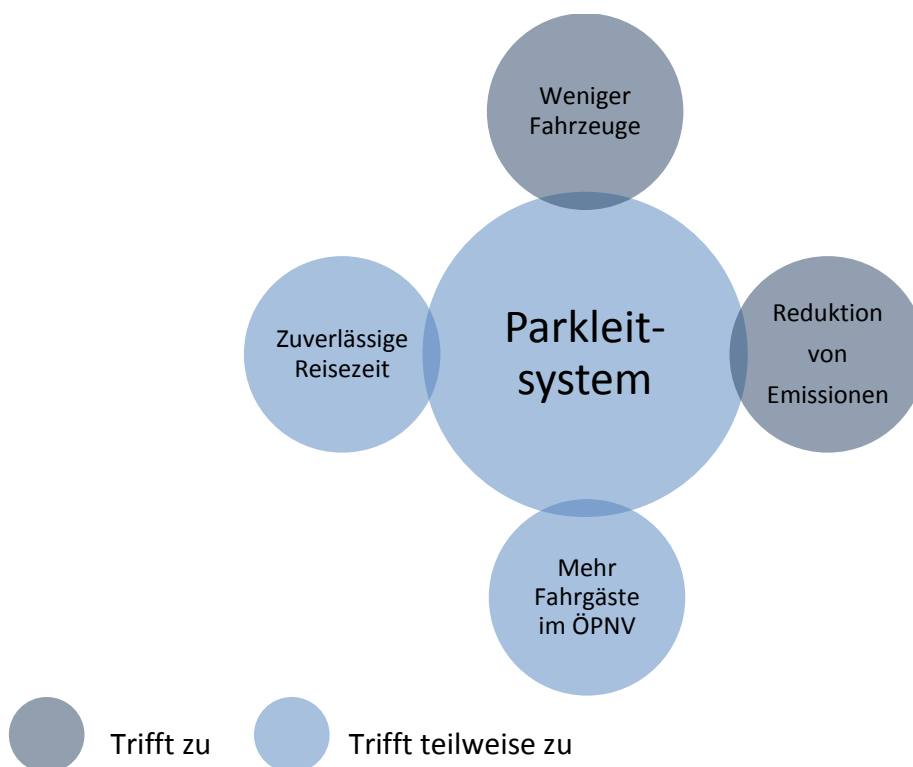 Weniger
Fahrzeuge
Zuverlässige
Reisezeit
Parkleit-
system
Reduktion
von
Emissionen
Mehr
Fahrgäste
im ÖPNV
Trifft zu
Trifft teilweise zu